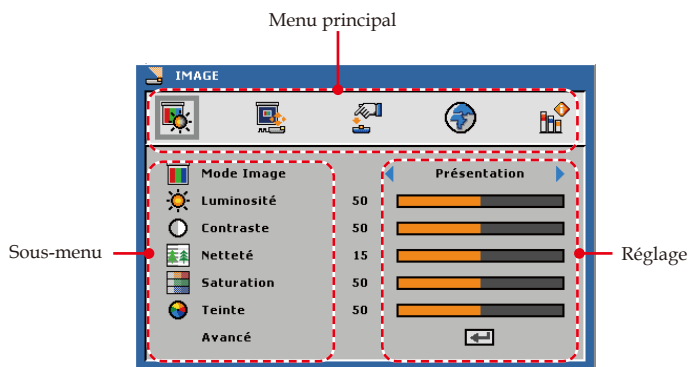 Menu principal
IMAGE
Mode Image Présentation
Luminosité 50
Contraste 50
Sous-menu
Netteté 15
Réglage
Saturation 50
Teinte 50
Avancé